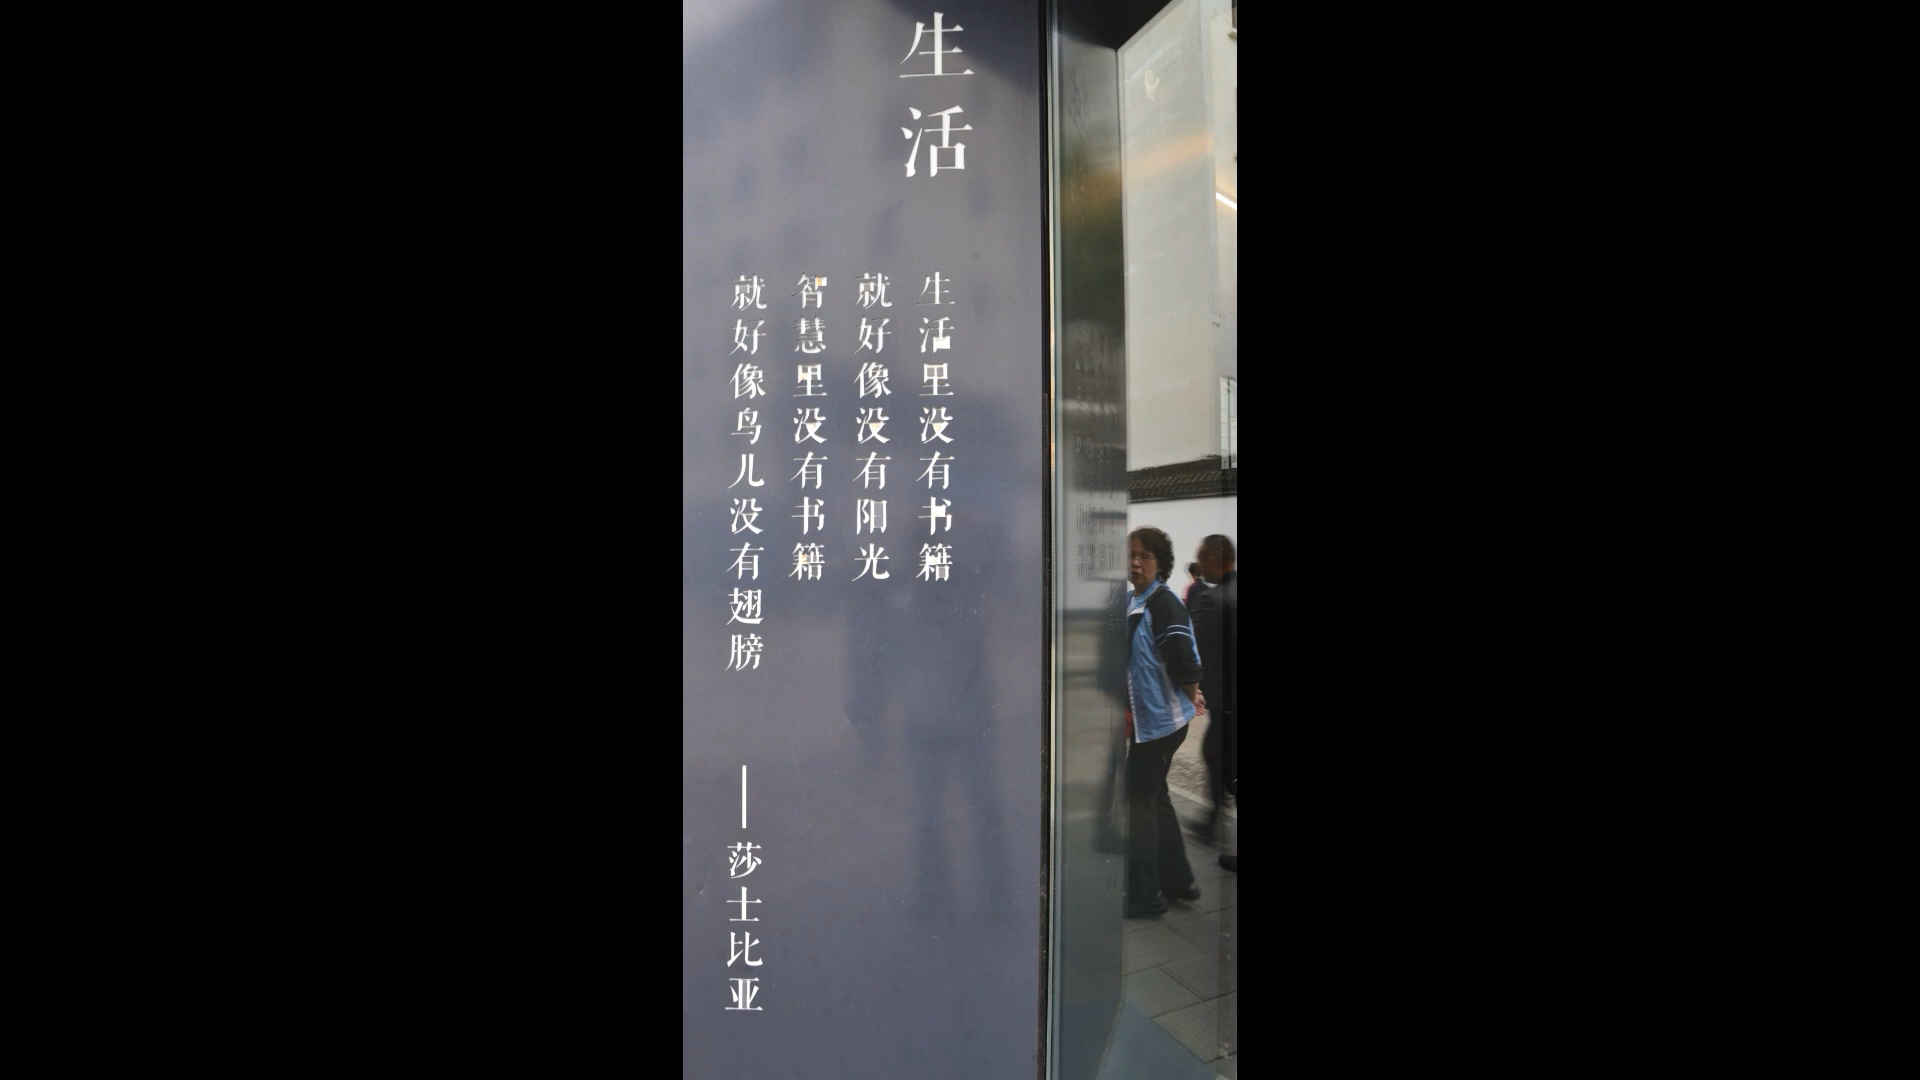 生活
生活里没有书籍
就好像没有阳光
智慧里没有书籍
就好像鸟儿没有翅膀
——莎士比亚